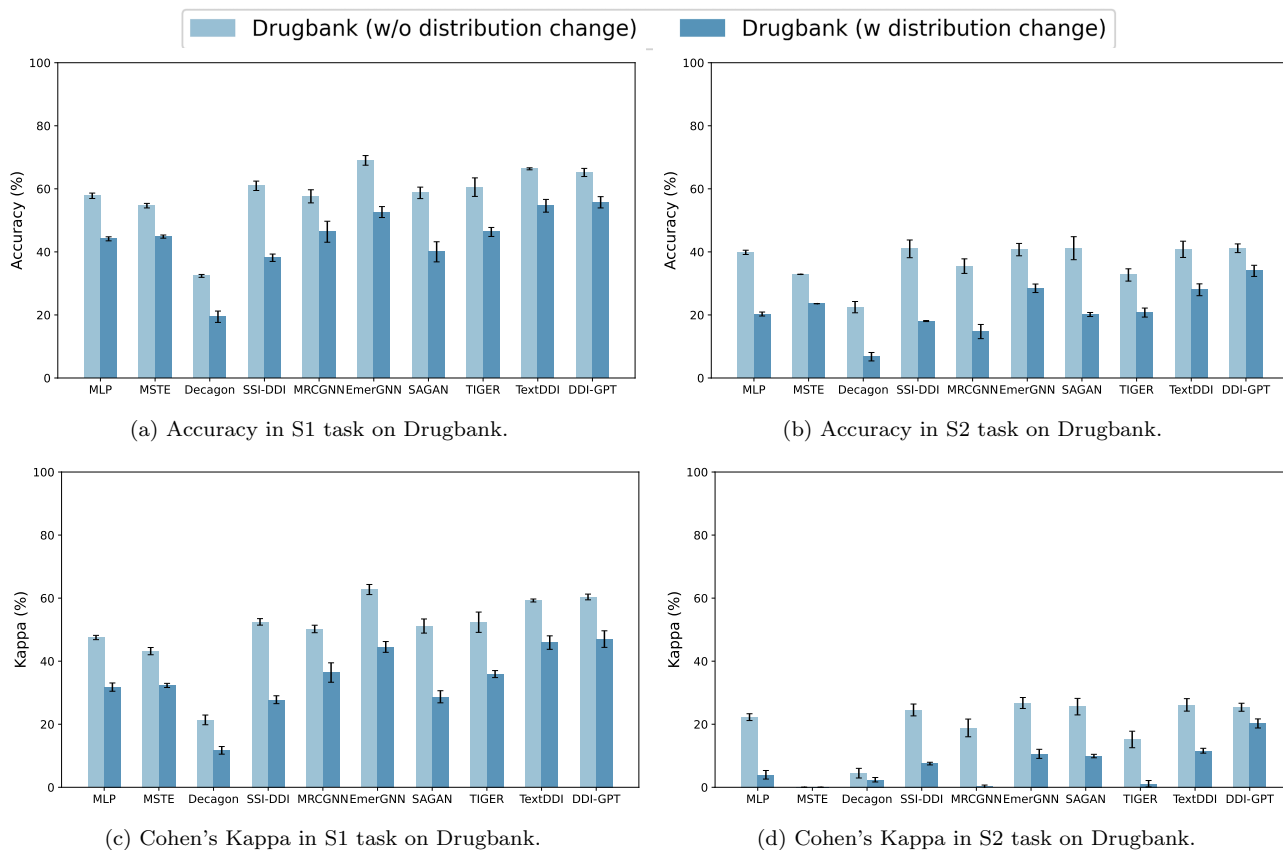 Drugbank (w/o distribution change) Drugbank (w distribution change)
100
80
60
40
20
0
Accuracy (%)
MLP MSTE Decagon SSI-DDI MRCGNN EmerGNN SAGAN TIGER TextDDI DDI-GPT
(a) Accuracy in S1 task on Drugbank.
100
80
60
40
20
0
Accuracy (%)
MLP MSTE Decagon SSI-DDI MRCGNN EmerGNN SAGAN TIGER TextDDI DDI-GPT
(b) Accuracy in S2 task on Drugbank.
100
80
60
40
20
0
Kappa (%)
MLP MSTE Decagon SSI-DDI MRCGNN EmerGNN SAGAN TIGER TextDDI DDI-GPT
(c) Cohen's Kappa in S1 task on Drugbank.
100
80
60
40
20
0
Kappa (%)
MLP MSTE Decagon SSI-DDI MRCGNN EmerGNN SAGAN TIGER TextDDI DDI-GPT
(d) Cohen's Kappa in S2 task on Drugbank.